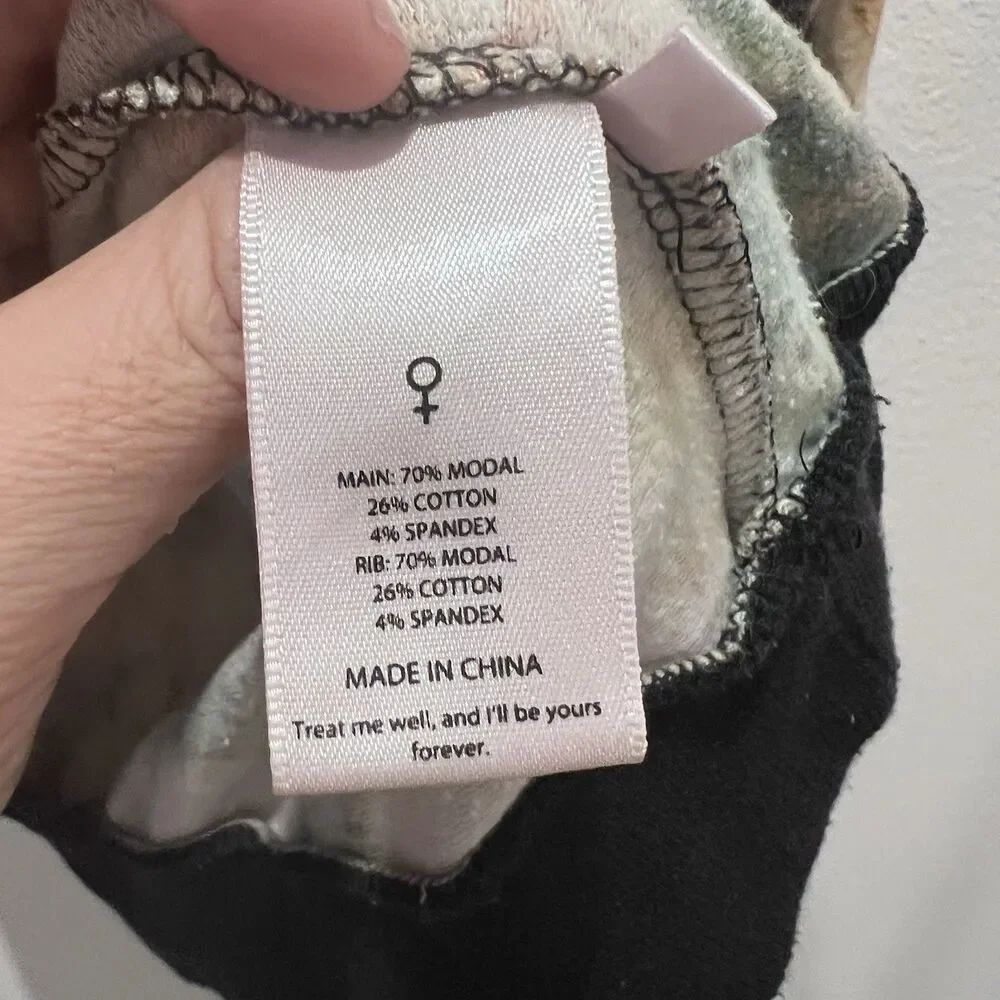 MAIN: 70% MODAL
26% COTTON
4% SPANDEX
RIB: 70% MODAL
26% COTTON
4% SPANDEX
MADE IN CHINA
Treat me well, and I'll be yours
forever.